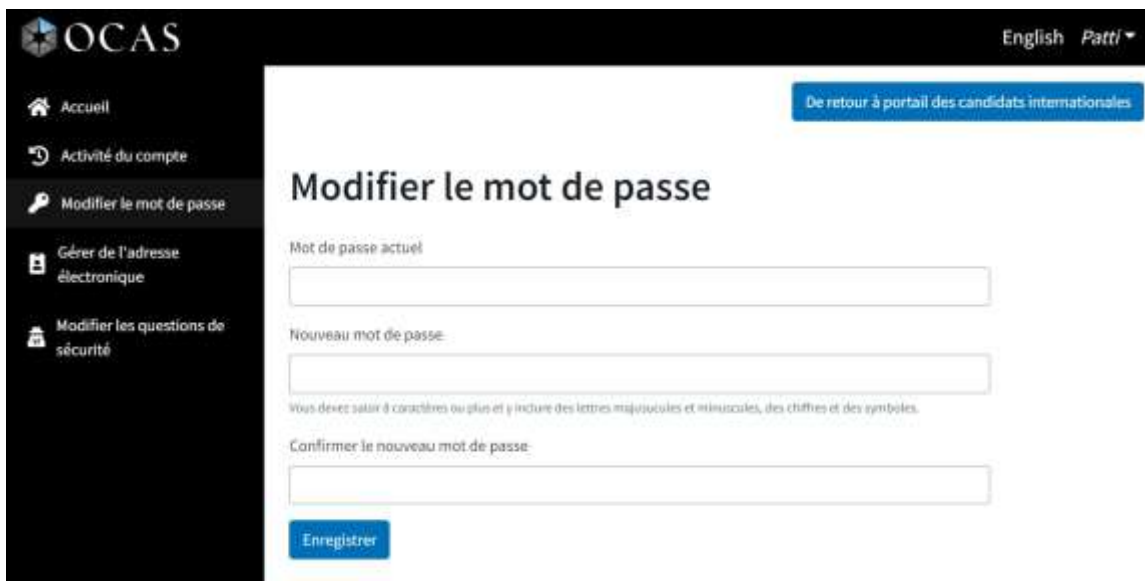 OCAS
English Patti
Accueil
Activité du compte
Modifier le mot de passe
Gérer de l'adresse
électronique
Modifier les questions de
sécurité
De retour à portail des candidats internationales
Modifier le mot de passe
Mot de passe actuel
Nouveau mot de passe
Vous devez saisir 8 caractères ou plus et y inclure des lettres majusucules et minuscules, des chiffres et des symboles.
Confirmer le nouveau mot de passe
Enregistrer